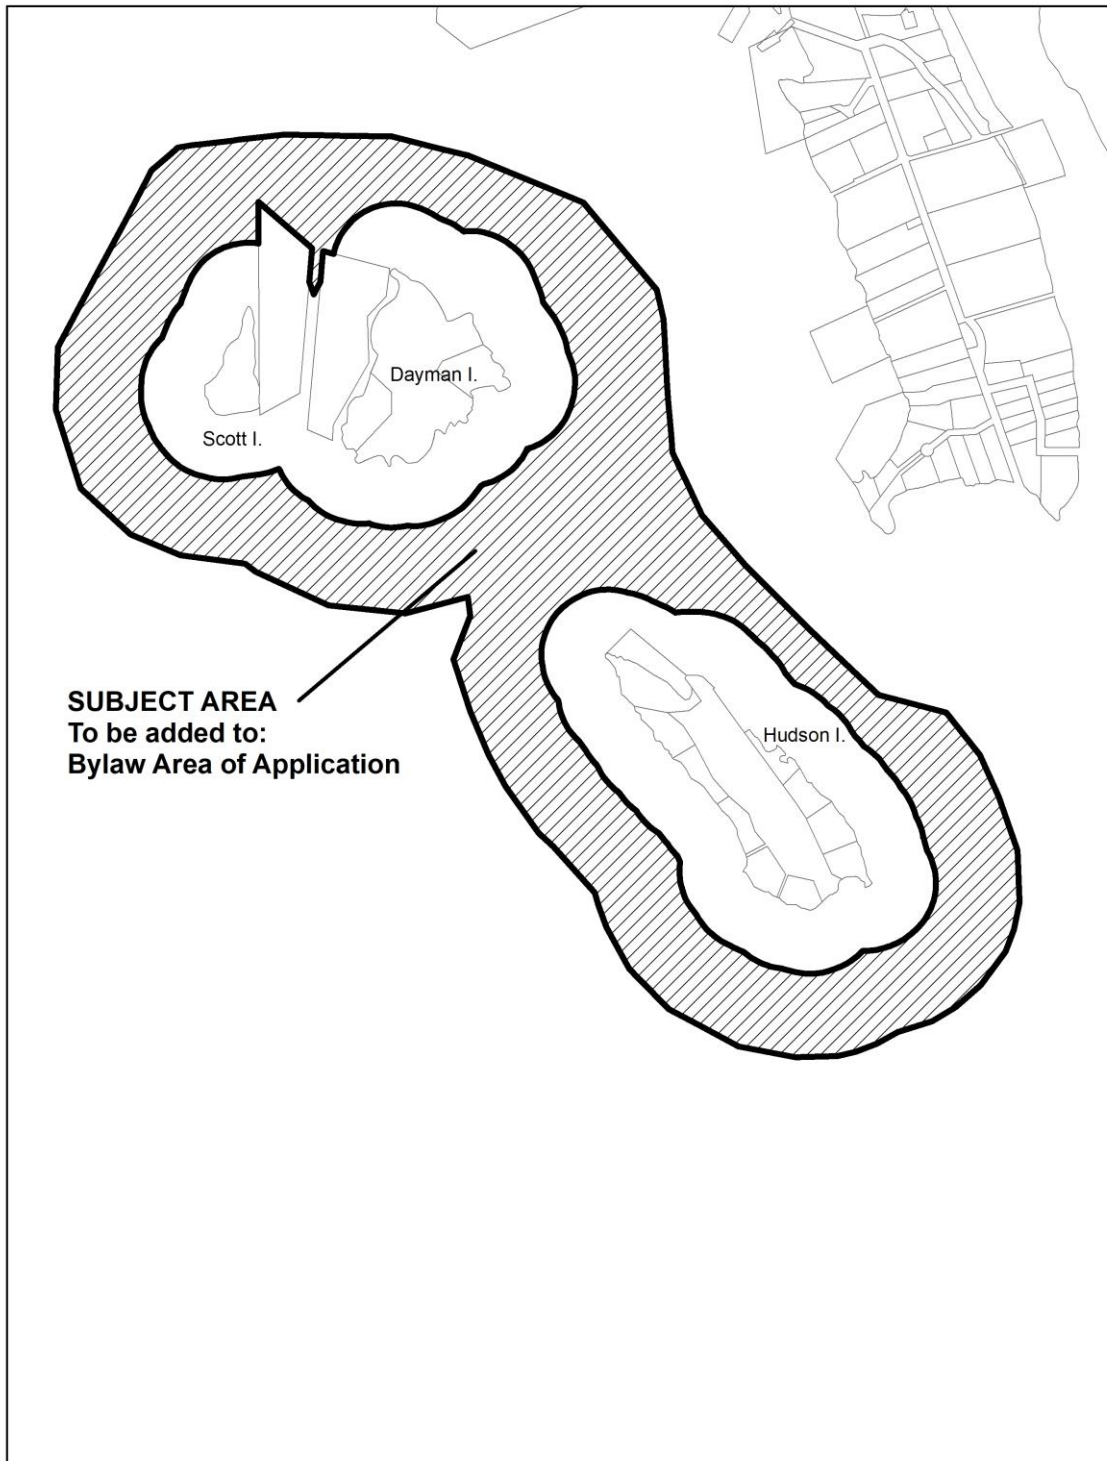 Dayman I.
Scott I.
SUBJECT AREA
To be added to:
Bylaw Area of Application
Hudson I.